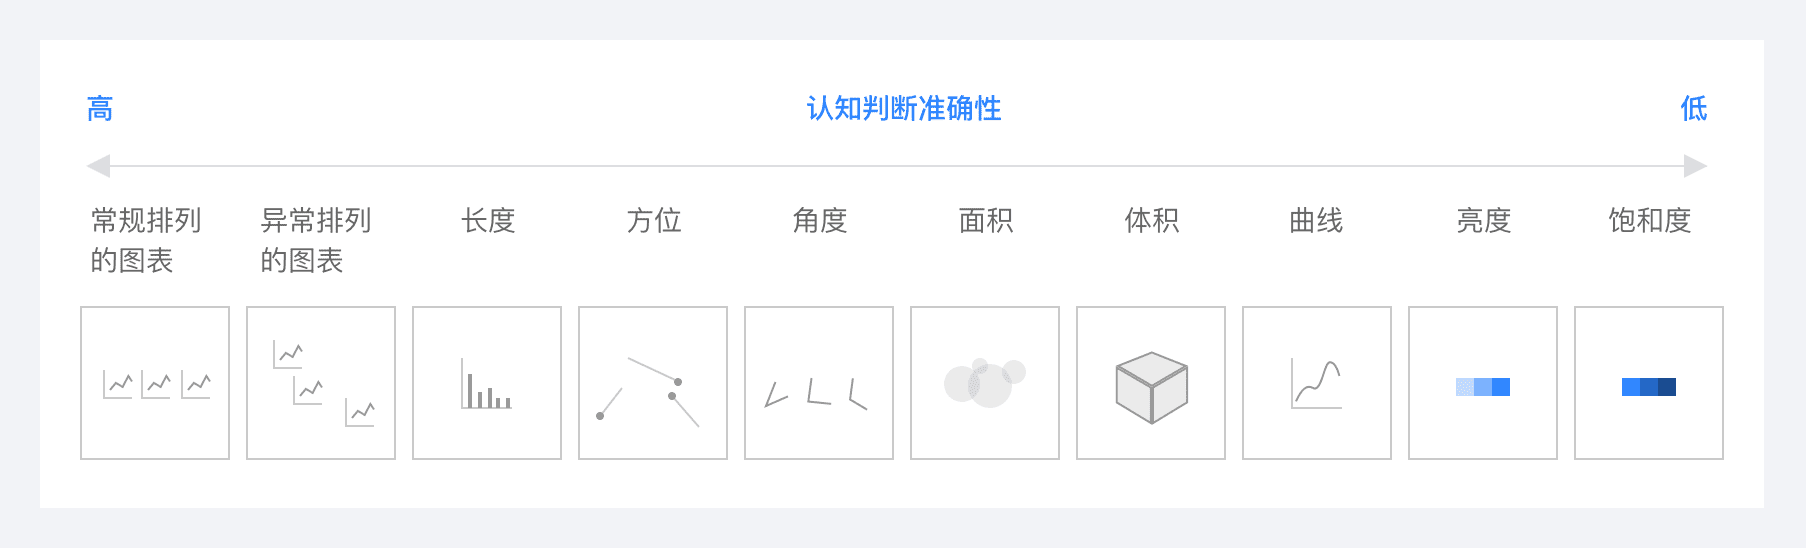 高 认知判断准确性 低
常规排列
的图表
异常排列
的图表
长度
方位
角度
面积
体积
曲线
亮度
饱和度